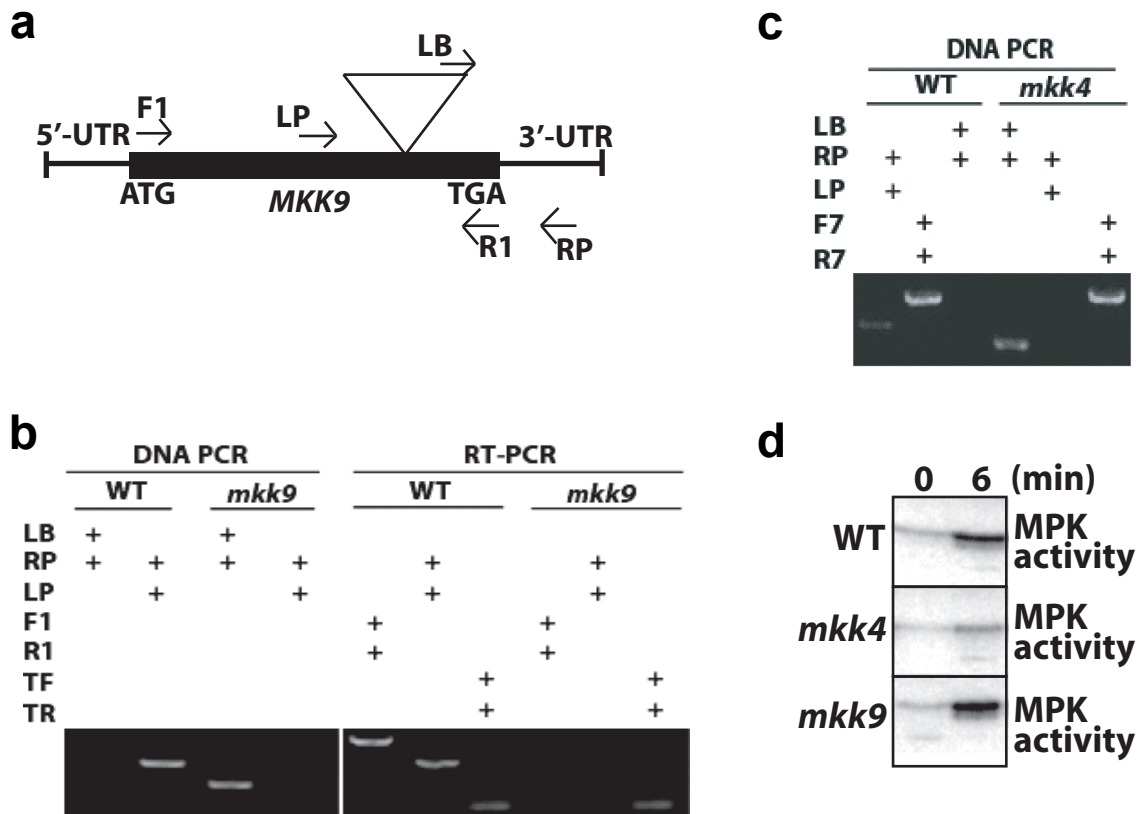 a
LB
F1
LP
5′-UTR
3′-UTR
ATG
MKK9
TGA
R1
RP
b
DNA PCR RT-PCR
WT mkk9 WT mkk9
LB + +
RP + + + + + +
LP + + + +
F1 + +
R1 + +
TF + +
TR + +
c
DNA PCR
WT mkk4
LB + +
RP + + + +
LP + +
F7 + +
R7 + +
d
0 6 (min)
WT MPK activity
mkk4 MPK activity
mkk9 MPK activity